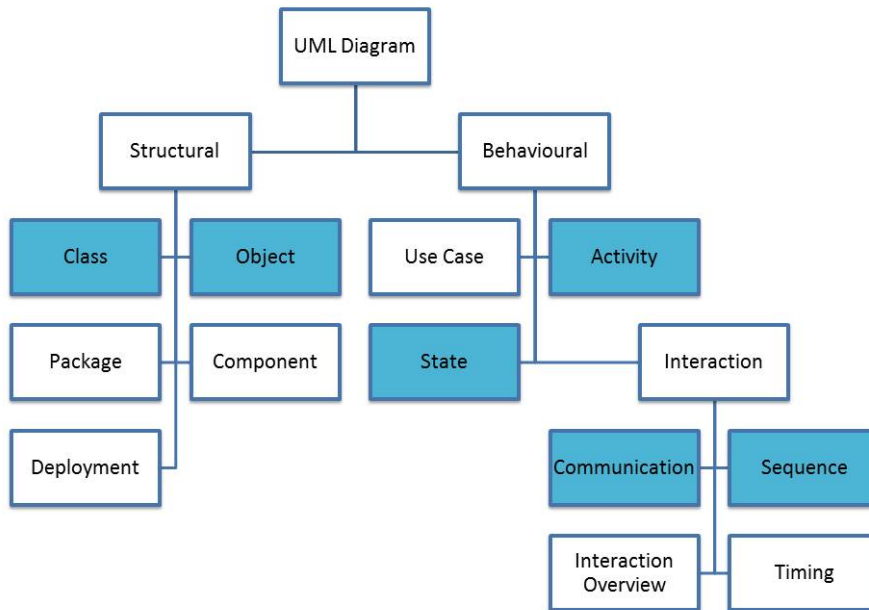 UML Diagram
Structural
Behavioural
Class
Object
Use Case
Activity
Package
Component
State
Interaction
Deployment
Communication
Sequence
Interaction
Overview
Timing